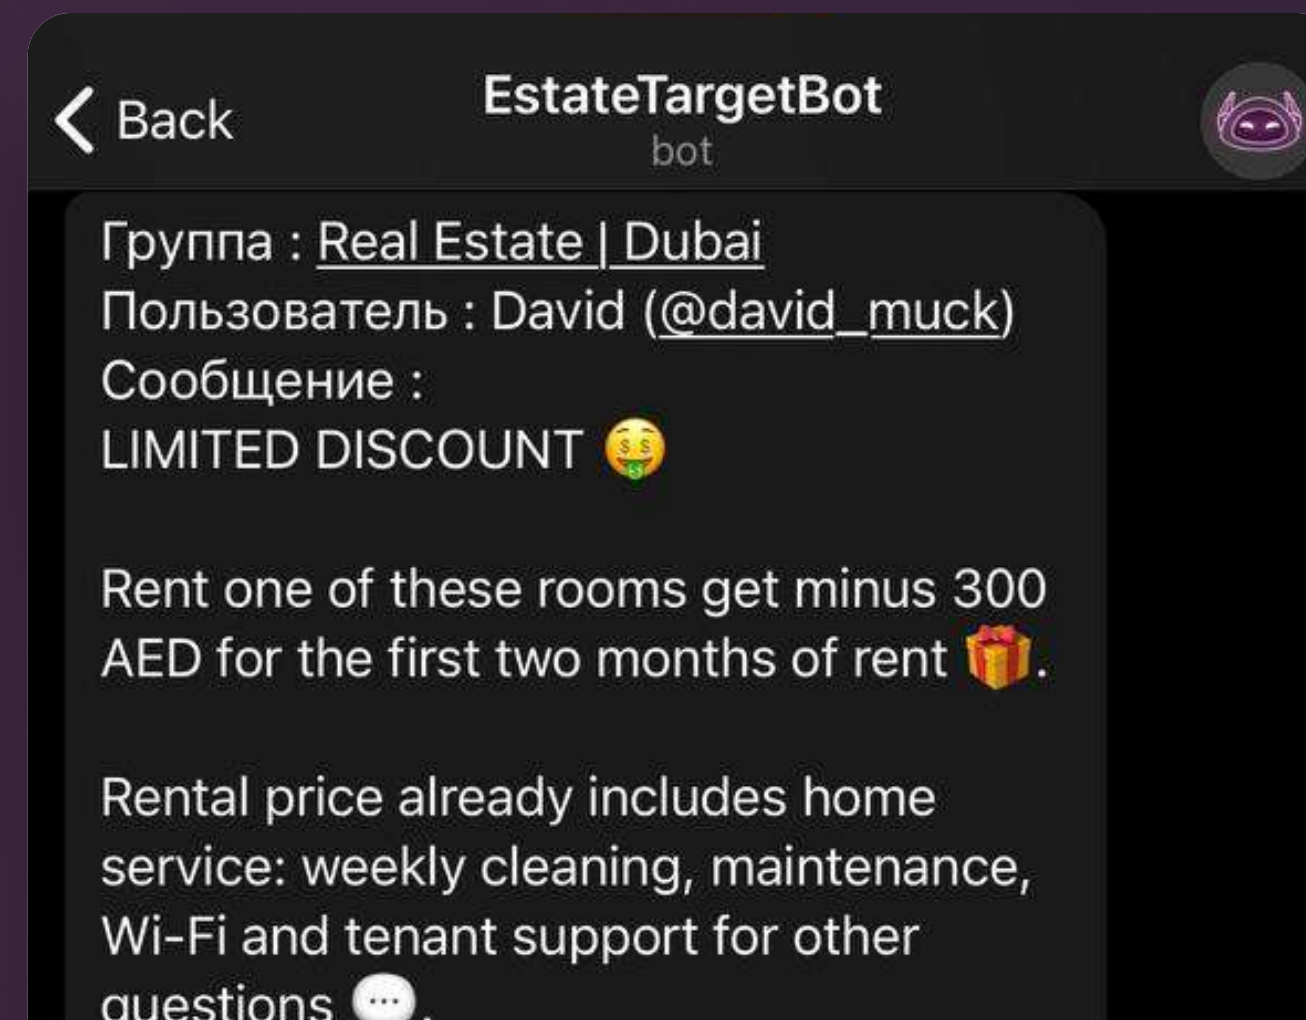 Back
EstateTargetBot
bot
Группа : Real Estate | Dubai
Пользователь : David (@david_muck)
Сообщение :
LIMITED DISCOUNT 🤑
Rent one of these rooms get minus 300
AED for the first two months of rent 🎁.
Rental price already includes home
service: weekly cleaning, maintenance,
Wi-Fi and tenant support for other
questions 💬.